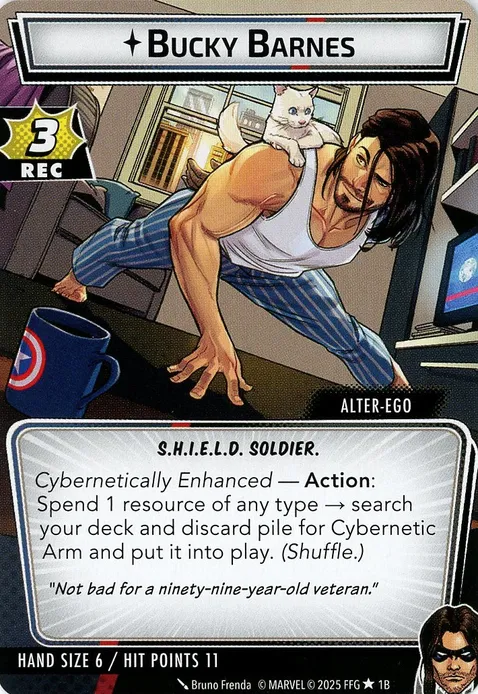 BUCKY BARNES
3
REC
ALTER-EGO
S.H.I.E.L.D. SOLDIER.
Cybernetically Enhanced — Action:
Spend 1 resource of any type → search
your deck and discard pile for Cybernetic
Arm and put it into play. (Shuffle.)
"Not bad for a ninety-nine-year-old veteran."
HAND SIZE 6 / HIT POINTS 11
Bruno Frenda © MARVEL © 2025 FFG ★ 1B